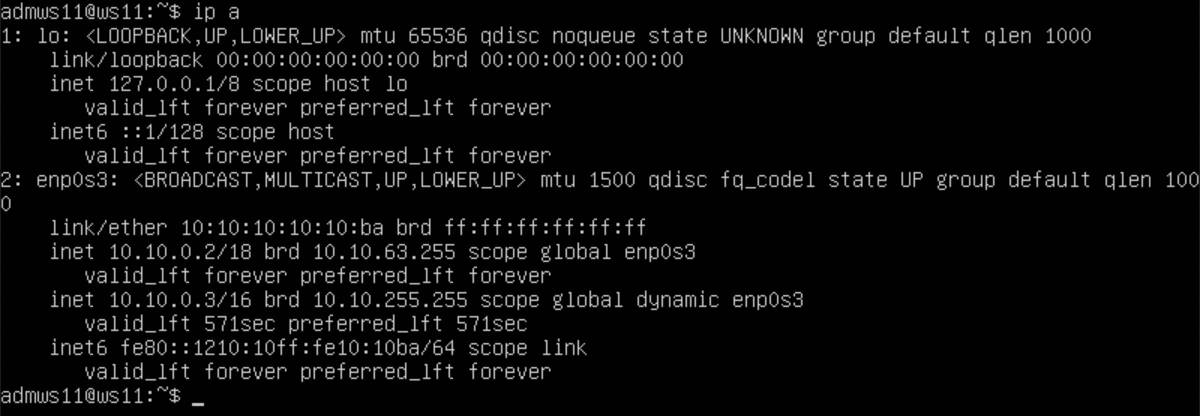 admws11@ws11:~$ ip a
1: lo: <LOOPBACK,UP,LOWER_UP> mtu 65536 qdisc noqueue state UNKNOWN group default qlen 1000
    link/loopback 00:00:00:00:00:00 brd 00:00:00:00:00:00
    inet 127.0.0.1/8 scope host lo
       valid_lft forever preferred_lft forever
    inet6 ::1/128 scope host
       valid_lft forever preferred_lft forever
2: enp0s3: <BROADCAST,MULTICAST,UP,LOWER_UP> mtu 1500 qdisc fq_codel state UP group default qlen 100
0
    link/ether 10:10:10:10:10:ba brd ff:ff:ff:ff:ff:ff
    inet 10.10.0.2/18 brd 10.10.63.255 scope global enp0s3
       valid_lft forever preferred_lft forever
    inet 10.10.0.3/16 brd 10.10.255.255 scope global dynamic enp0s3
       valid_lft 571sec preferred_lft 571sec
    inet6 fe80::1210:10ff:fe10:10ba/64 scope link
       valid_lft forever preferred_lft forever
admws11@ws11:~$ _